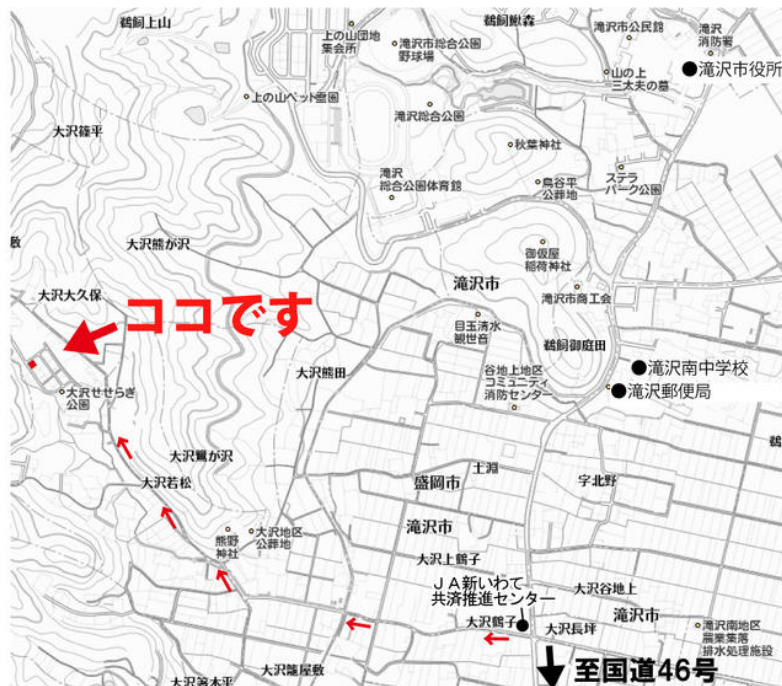 鵜飼上山
鵜飼鰍森
滝沢市公民館
滝沢
消防署
上の山団地
集会所
滝沢市総合公園
野球場
滝沢市役所
山の上
三太夫の墓
上の山ペット霊園
滝沢総合公園
大沢篠平
秋葉神社
滝沢
総合公園体育館
鳥谷平
公葬地
ステラ
パーク公園
大沢熊が沢
御仮屋
稲荷神社
滝沢市
大沢大久保
ココです
滝沢市商工会
目玉清水
観世音
鵜飼御庭田
大沢熊田
谷地上地区
コミュニティ
消防センター
滝沢南中学校
滝沢郵便局
大沢せせらぎ
公園
大沢鷺が沢
土淵
大沢若松
盛岡市
字北野
滝沢市
熊野
神社
大沢地区
公葬地
大沢上鶴子
JA新いわて
共済推進センター
大沢谷地上
滝沢市
大沢鶴子
大沢長坪
滝沢南地区
農業集落
排水処理施設
大沢籠屋敷
至国道46号
大沢箸木平